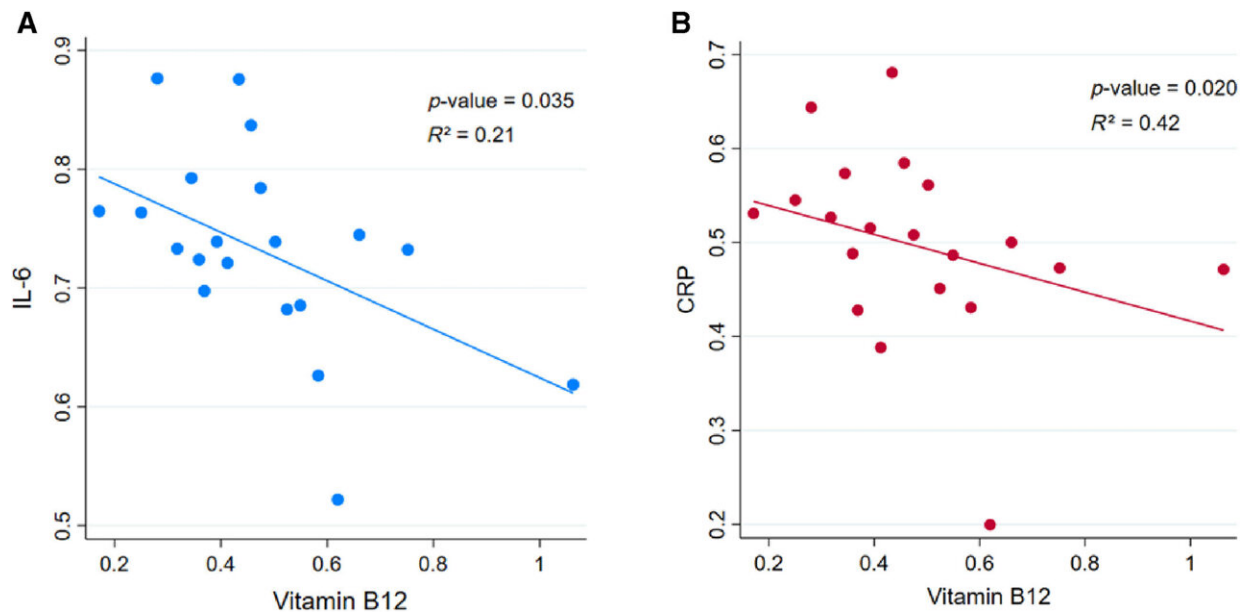 A
IL-6
0.9
0.8
0.7
0.6
0.5
p-value = 0.035
R² = 0.21
0.2 0.4 0.6 0.8 1
Vitamin B12
B
CRP
0.7
0.6
0.5
0.4
0.3
0.2
p-value = 0.020
R² = 0.42
0.2 0.4 0.6 0.8 1
Vitamin B12